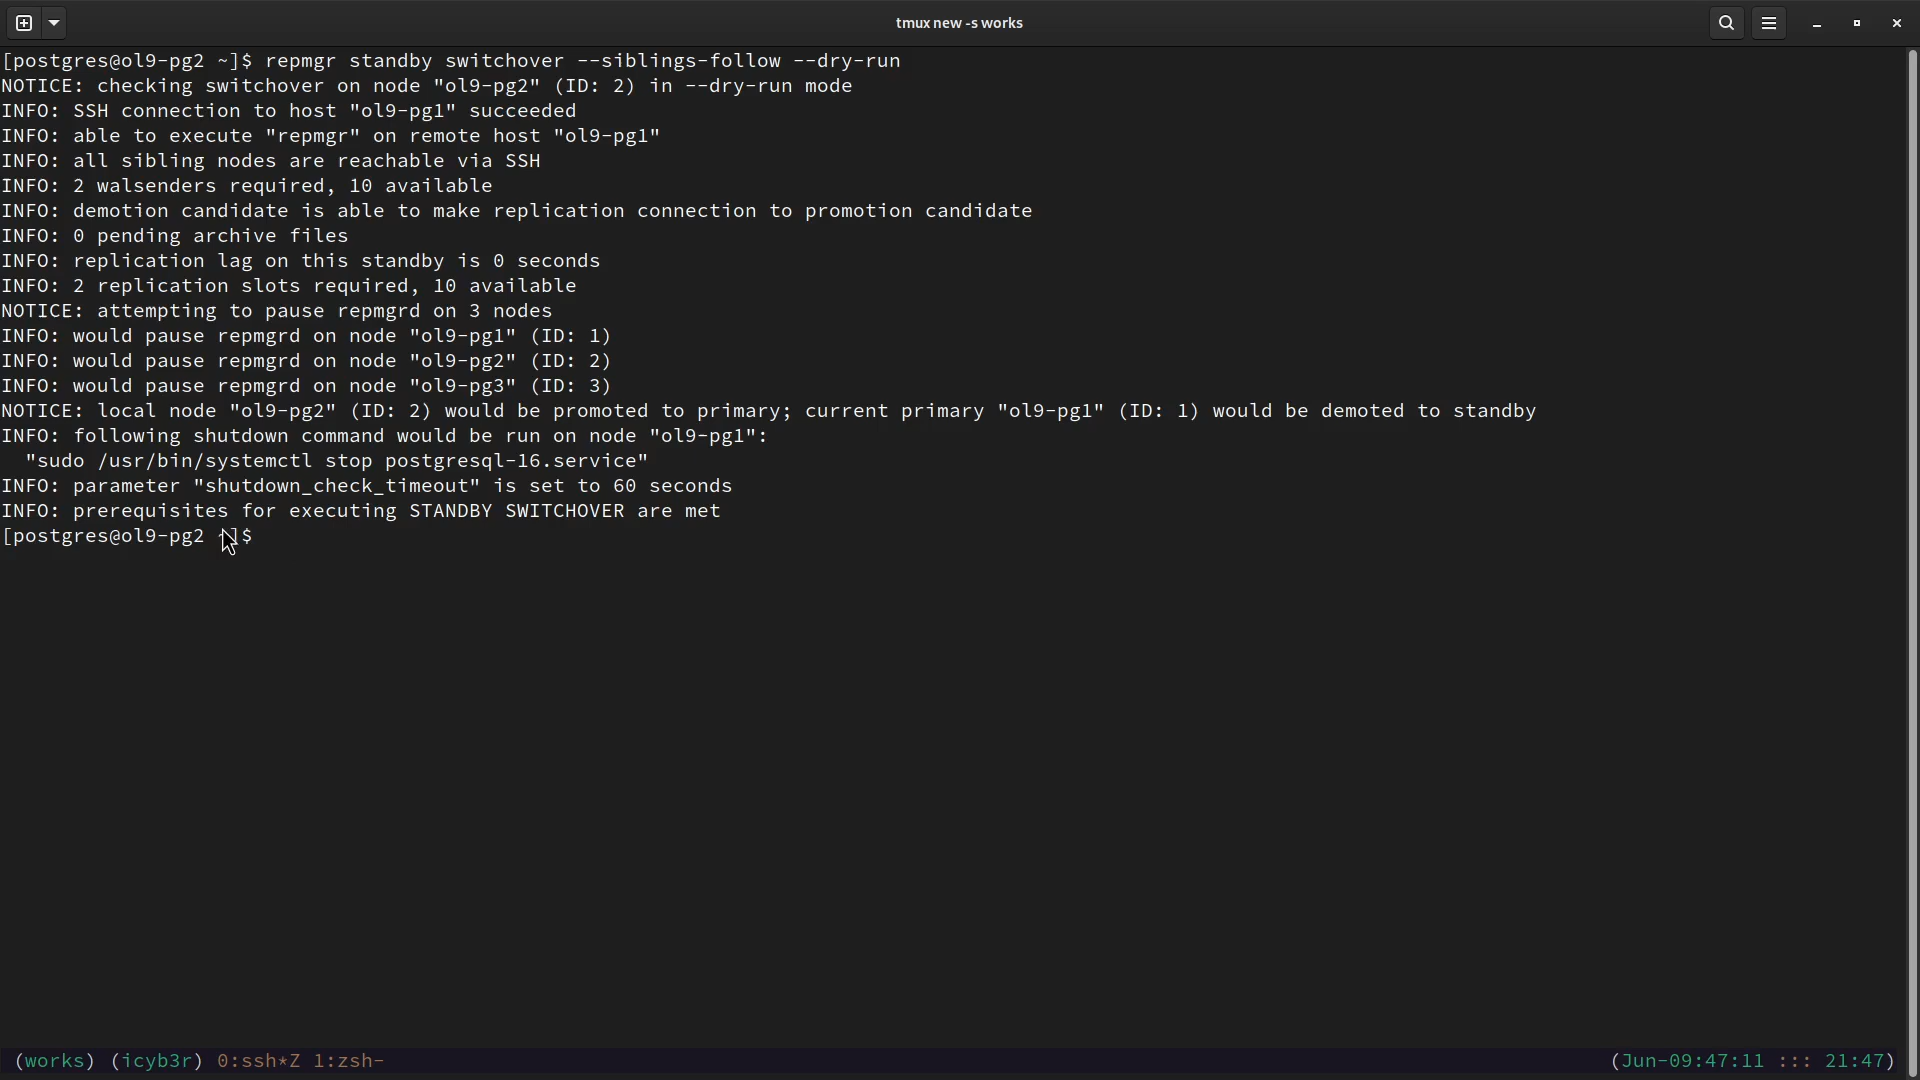 tmux new -s works
[postgres@ol9-pg2 ~]$ repmgr standby switchover --siblings-follow --dry-run
NOTICE: checking switchover on node "ol9-pg2" (ID: 2) in --dry-run mode
INFO: SSH connection to host "ol9-pg1" succeeded
INFO: able to execute "repmgr" on remote host "ol9-pg1"
INFO: all sibling nodes are reachable via SSH
INFO: 2 walsenders required, 10 available
INFO: demotion candidate is able to make replication connection to promotion candidate
INFO: 0 pending archive files
INFO: replication lag on this standby is 0 seconds
INFO: 2 replication slots required, 10 available
NOTICE: attempting to pause repmgrd on 3 nodes
INFO: would pause repmgrd on node "ol9-pg1" (ID: 1)
INFO: would pause repmgrd on node "ol9-pg2" (ID: 2)
INFO: would pause repmgrd on node "ol9-pg3" (ID: 3)
NOTICE: local node "ol9-pg2" (ID: 2) would be promoted to primary; current primary "ol9-pg1" (ID: 1) would be demoted to standby
INFO: following shutdown command would be run on node "ol9-pg1":
  "sudo /usr/bin/systemctl stop postgresql-16.service"
INFO: parameter "shutdown_check_timeout" is set to 60 seconds
INFO: prerequisites for executing STANDBY SWITCHOVER are met
[postgres@ol9-pg2 ~]$
(works) (icyb3r) 0:ssh*Z 1:zsh- (Jun-09:47:11 ::: 21:47)